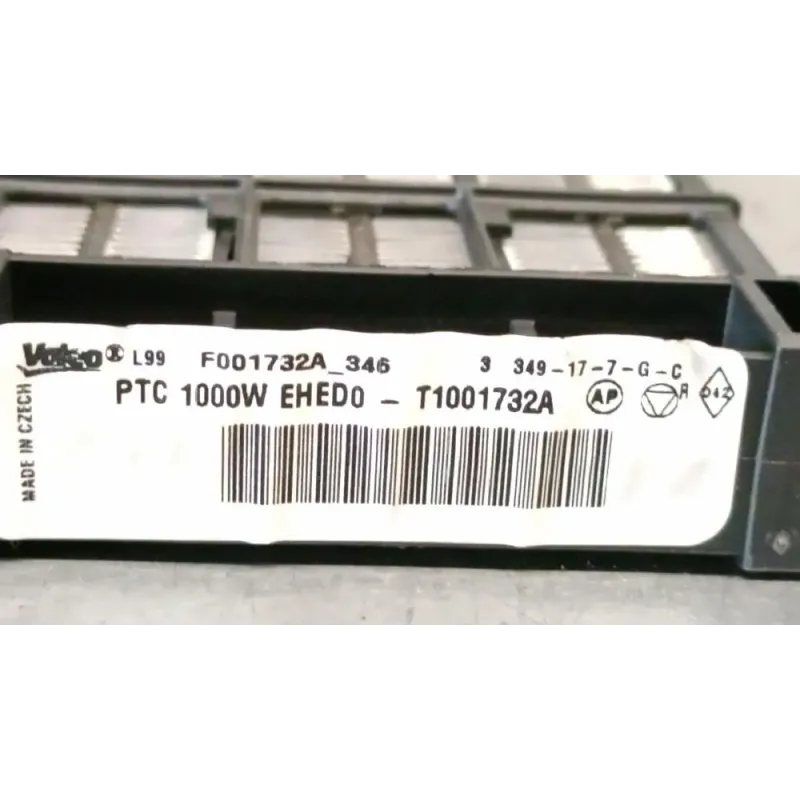 Valeo® L99 F001732A_346 3 349-17-7-G-C
PTC 1000W EHED0 - T1001732A AP R 042
MADE IN CZECH